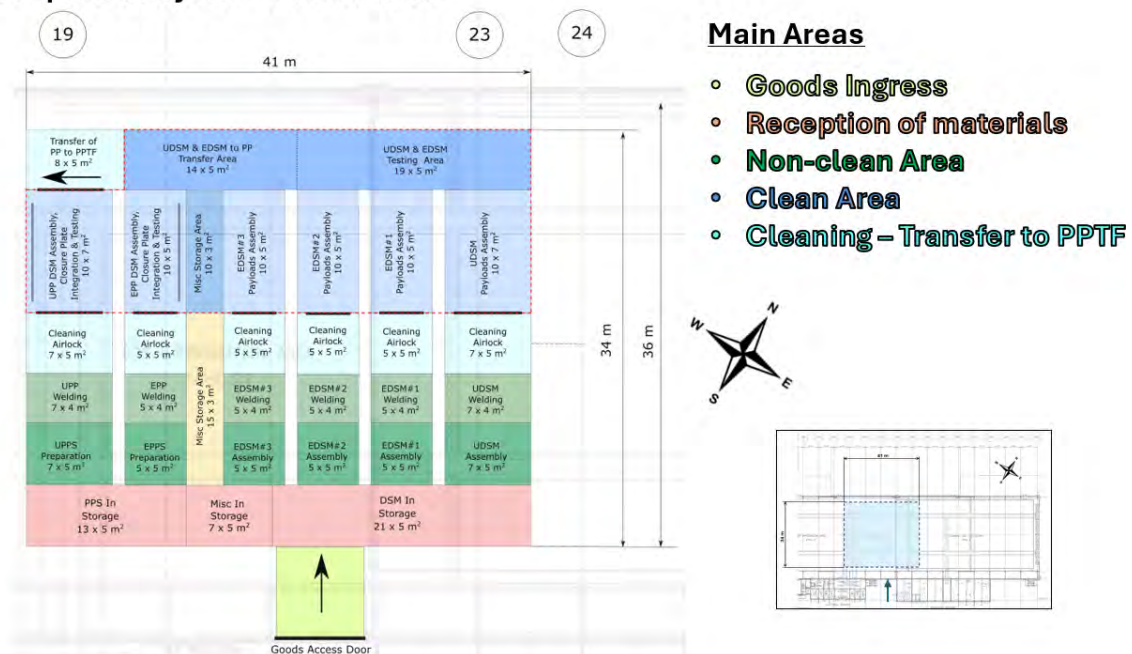 19
23
24
41 m
Transfer of
PP to PPTF
8 x 5 m²
UDSM & EDSM to PP
Transfer Area
14 x 5 m²
UDSM & EDSM
Testing Area
19 x 5 m²
UPP DSM Assembly,
Closure Plate
Integration & Testing
10 x 7 m²
EPP DSM Assembly,
Closure Plate
Integration & Testing
10 x 5 m²
Misc Storage Area
10 x 3 m²
EDSM#3
Payloads Assembly
10 x 5 m²
EDSM#2
Payloads Assembly
10 x 5 m²
EDSM#1
Payloads Assembly
10 x 5 m²
UDSM
Payloads Assembly
10 x 7 m²
Cleaning
Airlock
7 x 5 m²
Cleaning
Airlock
5 x 5 m²
Misc Storage Area
15 x 3 m²
Cleaning
Airlock
5 x 5 m²
Cleaning
Airlock
5 x 5 m²
Cleaning
Airlock
5 x 5 m²
Cleaning
Airlock
7 x 5 m²
UPP
Welding
7 x 4 m²
EPP
Welding
5 x 4 m²
EDSM#3
Welding
5 x 4 m²
EDSM#2
Welding
5 x 4 m²
EDSM#1
Welding
5 x 4 m²
UDSM
Welding
7 x 4 m²
UPPS
Preparation
7 x 5 m²
EPPS
Preparation
5 x 5 m²
EDSM#3
Assembly
5 x 5 m²
EDSM#2
Assembly
5 x 5 m²
EDSM#1
Assembly
5 x 5 m²
UDSM
Assembly
7 x 5 m²
PPS In
Storage
13 x 5 m²
Misc In
Storage
7 x 5 m²
DSM In
Storage
21 x 5 m²
Goods Access Door
34 m
36 m
Main Areas
• Goods Ingress
• Reception of materials
• Non-clean Area
• Clean Area
• Cleaning – Transfer to PPTF
N
W
E
S
41 m